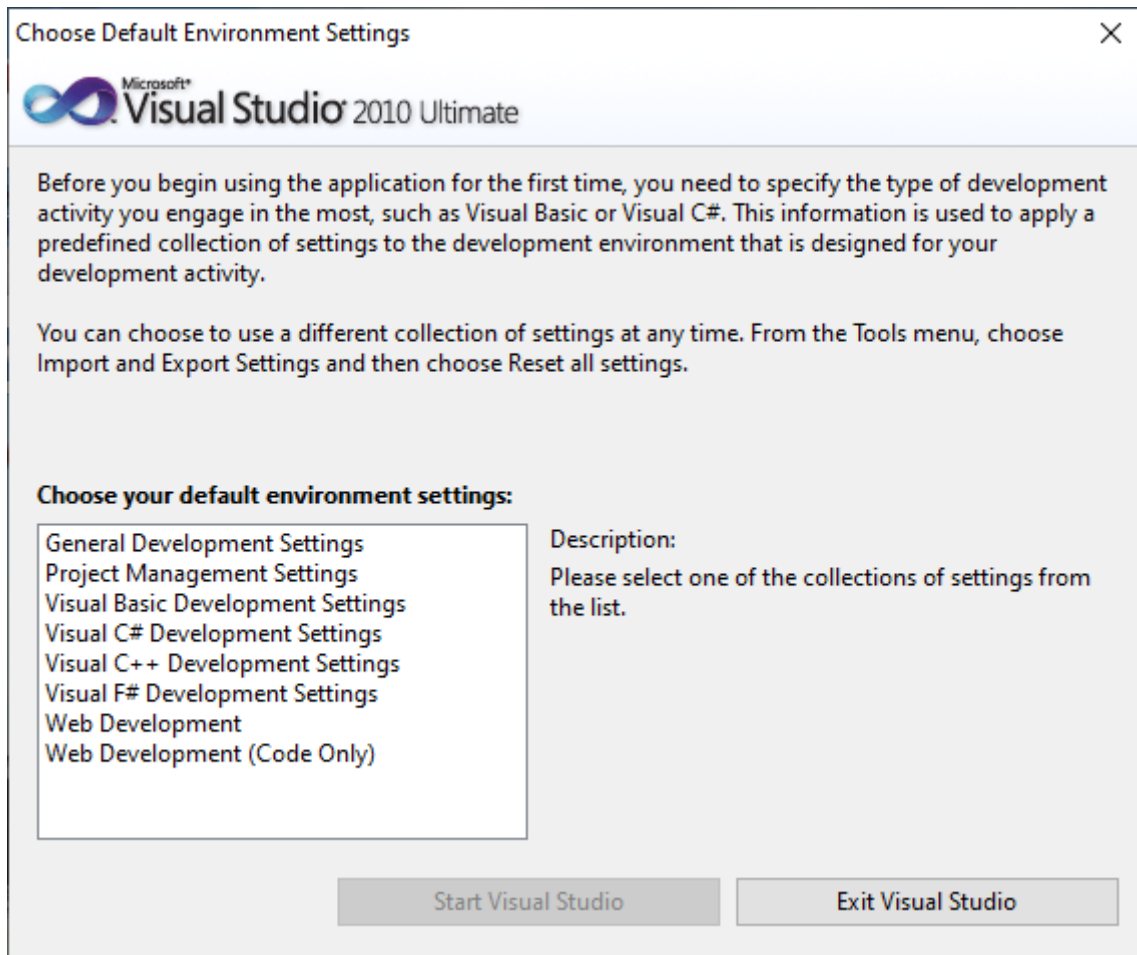 Choose Default Environment Settings
Microsoft®
Visual Studio® 2010 Ultimate
Before you begin using the application for the first time, you need to specify the type of development
activity you engage in the most, such as Visual Basic or Visual C#. This information is used to apply a
predefined collection of settings to the development environment that is designed for your
development activity.
You can choose to use a different collection of settings at any time. From the Tools menu, choose
Import and Export Settings and then choose Reset all settings.
Choose your default environment settings:
General Development Settings
Project Management Settings
Visual Basic Development Settings
Visual C# Development Settings
Visual C++ Development Settings
Visual F# Development Settings
Web Development
Web Development (Code Only)
Description:
Please select one of the collections of settings from
the list.
Start Visual Studio
Exit Visual Studio